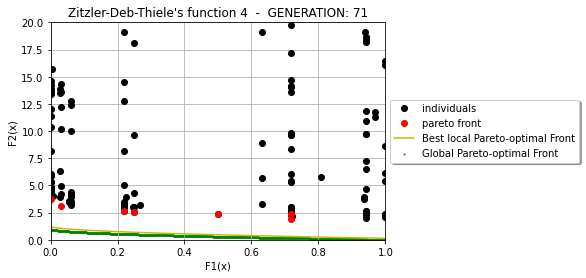 Zitzler-Deb-Thiele's function 4 - GENERATION: 71
20.0
17.5
15.0
12.5
10.0
7.5
5.0
2.5
0.0
F2(x)
0.0 0.2 0.4 0.6 0.8 1.0
F1(x)
individuals
pareto front
Best local Pareto-optimal Front
Global Pareto-optimal Front